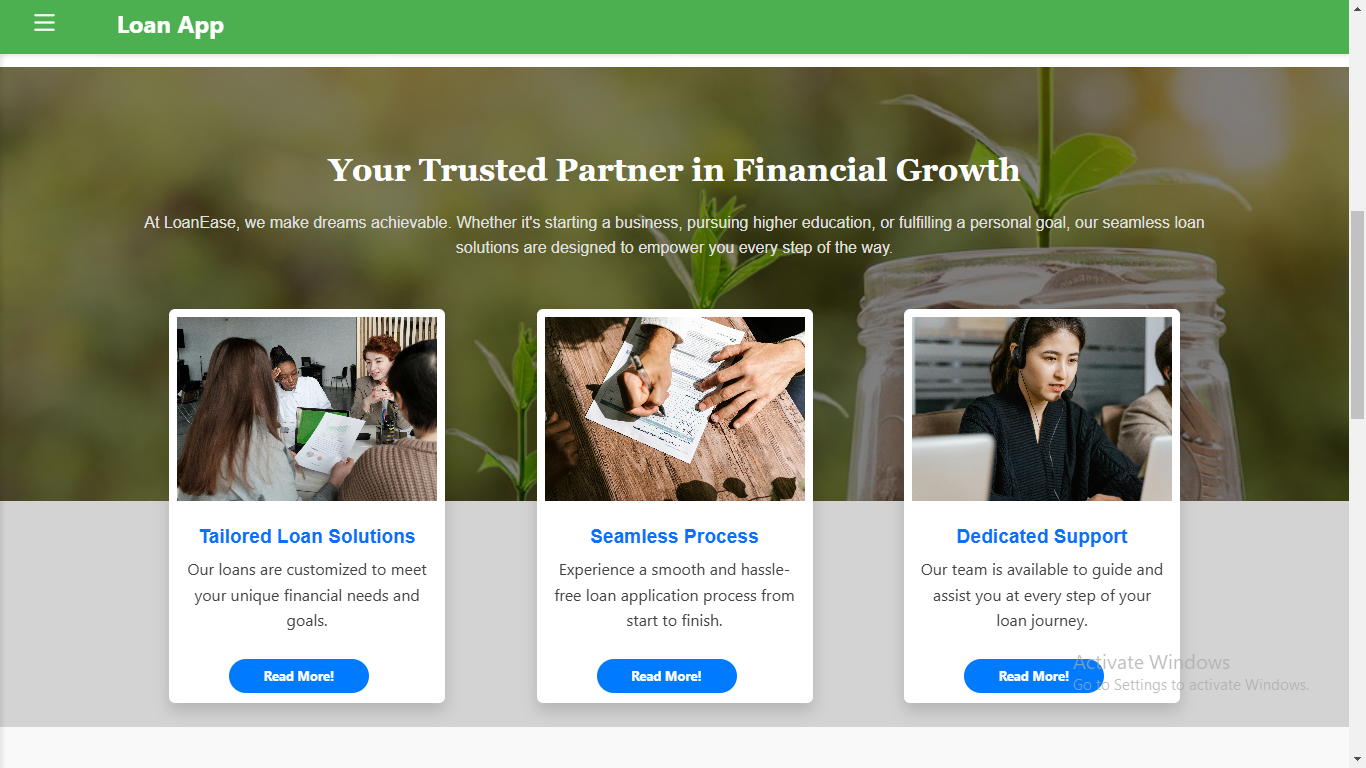 Loan App
Your Trusted Partner in Financial Growth
At LoanEase, we make dreams achievable. Whether it's starting a business, pursuing higher education, or fulfilling a personal goal, our seamless loan
solutions are designed to empower you every step of the way.
Tailored Loan Solutions
Our loans are customized to meet
your unique financial needs and
goals.
Read More!
Seamless Process
Experience a smooth and hassle-
free loan application process from
start to finish.
Read More!
Dedicated Support
Our team is available to guide and
assist you at every step of your
loan journey.
Read More!
Activate Windows
Go to Settings to activate Windows.